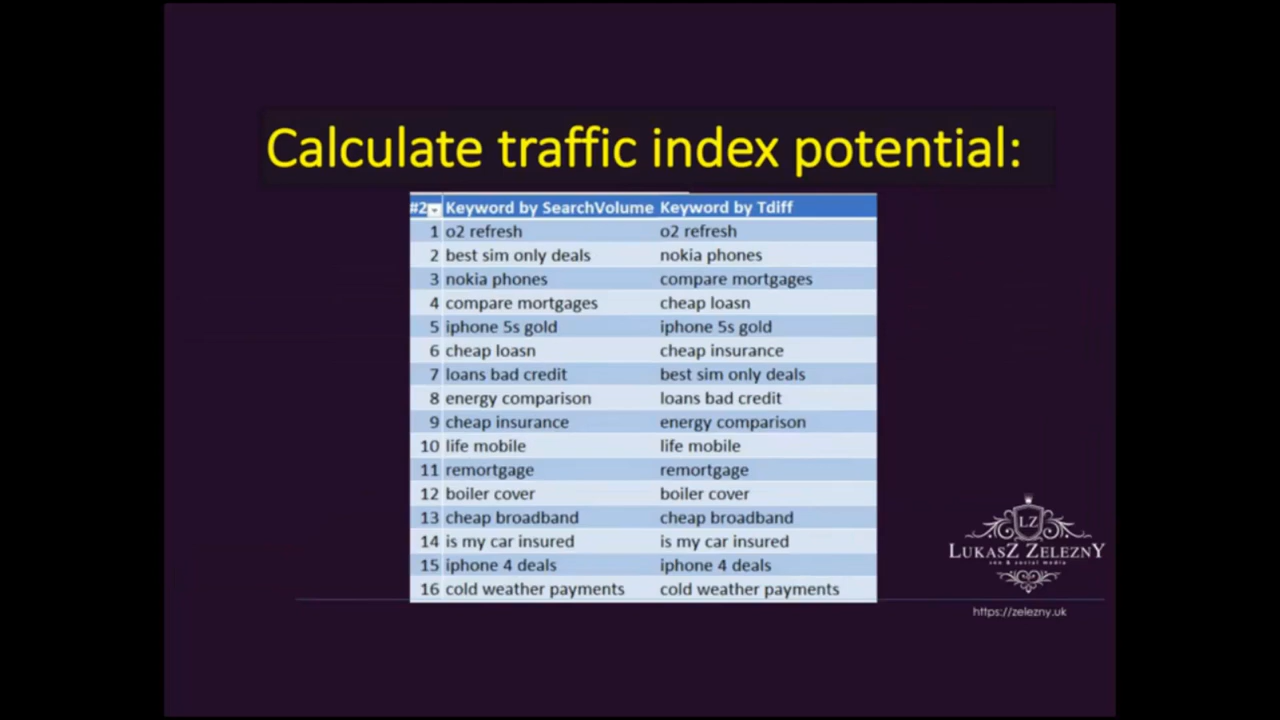 Calculate traffic index potential:
#2 Keyword by SearchVolume Keyword by Tdiff
1 o2 refresh o2 refresh
2 best sim only deals nokia phones
3 nokia phones compare mortgages
4 compare mortgages cheap loasn
5 iphone 5s gold iphone 5s gold
6 cheap loasn cheap insurance
7 loans bad credit best sim only deals
8 energy comparison loans bad credit
9 cheap insurance energy comparison
10 life mobile life mobile
11 remortgage remortgage
12 boiler cover boiler cover
13 cheap broadband cheap broadband
14 is my car insured is my car insured
15 iphone 4 deals iphone 4 deals
16 cold weather payments cold weather payments
LZ
LUKASZ ZELEZNY
seo & social media
https://zelezny.uk